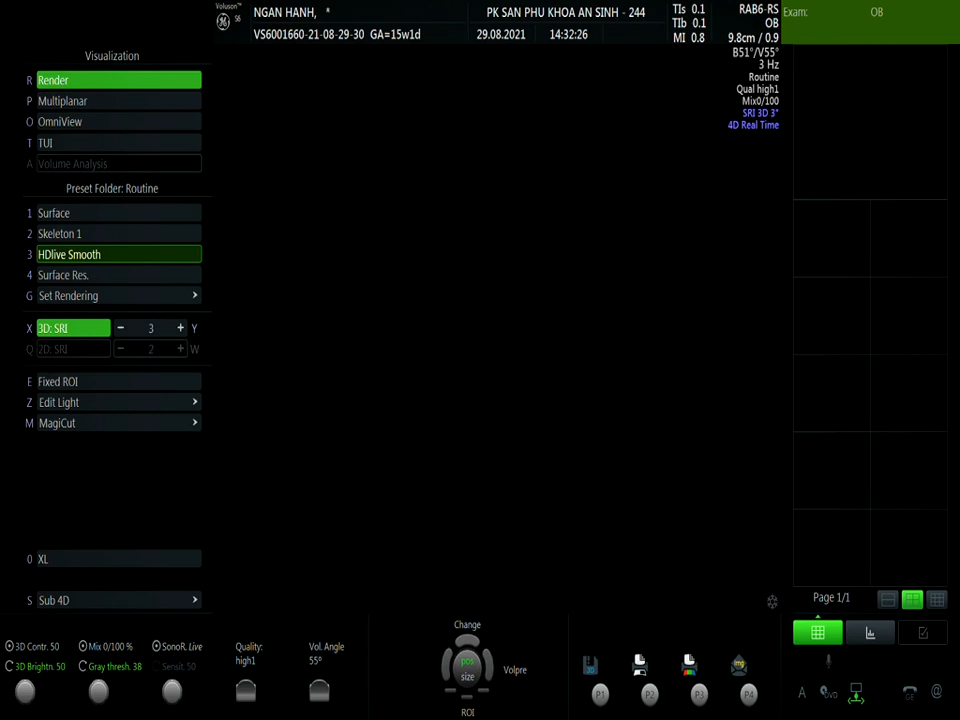 Voluson™
S6
NGAN HANH, *
PK SAN PHU KHOA AN SINH - 244
TIs 0.1
RAB6-RS
TIb 0.1
OB
VS6001660-21-08-29-30 GA=15w1d
29.08.2021
14:32:26
MI 0.8
9.8cm / 0.9
Exam: OB
B51°/V55°
3 Hz
Routine
Qual high1
Mix0/100
SRI 3D 3°
4D Real Time
Visualization
R Render
P Multiplanar
O OmniView
T TUI
A Volume Analysis
Preset Folder: Routine
1 Surface
2 Skeleton 1
3 HDlive Smooth
4 Surface Res.
G Set Rendering >
X 3D: SRI − 3 + Y
Q 2D: SRI − 2 + W
E Fixed ROI
Z Edit Light >
M MagiCut >
0 XL
S Sub 4D >
Page 1/1
3D Contr. 50
Mix 0/100 %
SonoR. Live
3D Brightn. 50
Gray thresh. 38
Sensit. 50
Quality:
high1
Vol. Angle
55°
Change
pos
size
Volpre
ROI
3D
img
P1 P2 P3 P4
A
DVD
GE
@